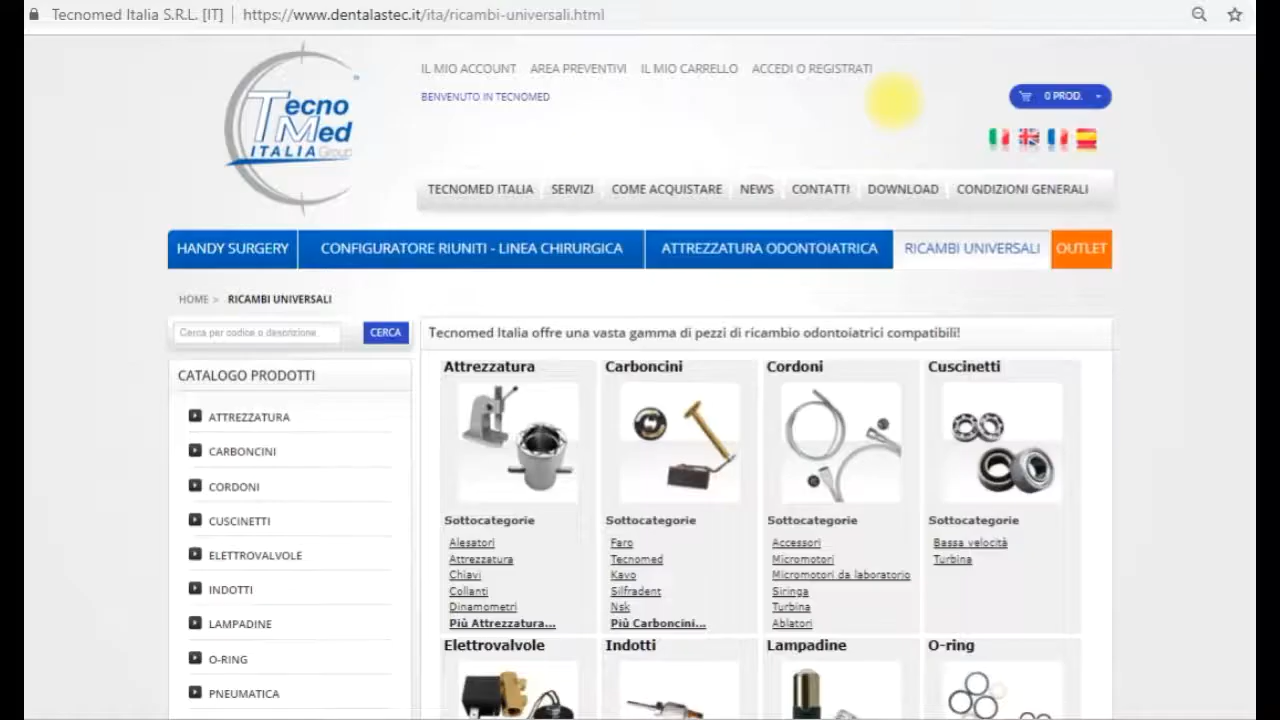 Tecnomed Italia S.R.L. [IT] | https://www.dentalastec.it/ita/ricambi-universali.html
Tecno
Med
ITALIA Group
IL MIO ACCOUNT AREA PREVENTIVI IL MIO CARRELLO ACCEDI O REGISTRATI
BENVENUTO IN TECNOMED
0 PROD.
TECNOMED ITALIA SERVIZI COME ACQUISTARE NEWS CONTATTI DOWNLOAD CONDIZIONI GENERALI
HANDY SURGERY CONFIGURATORE RIUNITI - LINEA CHIRURGICA ATTREZZATURA ODONTOIATRICA RICAMBI UNIVERSALI OUTLET
HOME > RICAMBI UNIVERSALI
Cerca per codice o descrizione CERCA
CATALOGO PRODOTTI
ATTREZZATURA
CARBONCINI
CORDONI
CUSCINETTI
ELETTROVALVOLE
INDOTTI
LAMPADINE
O-RING
PNEUMATICA
Tecnomed Italia offre una vasta gamma di pezzi di ricambio odontoiatrici compatibili!
Attrezzatura
Sottocategorie
Alesatori
Attrezzatura
Chiavi
Collanti
Dinamometri
Più Attrezzatura...
Carboncini
Sottocategorie
Faro
Tecnomed
Kavo
Silfradent
Nsk
Più Carboncini...
Cordoni
Sottocategorie
Accessori
Micromotori
Micromotori da laboratorio
Siringa
Turbina
Ablatori
Cuscinetti
Sottocategorie
Bassa velocità
Turbina
Elettrovalvole
Indotti
Lampadine
O-ring